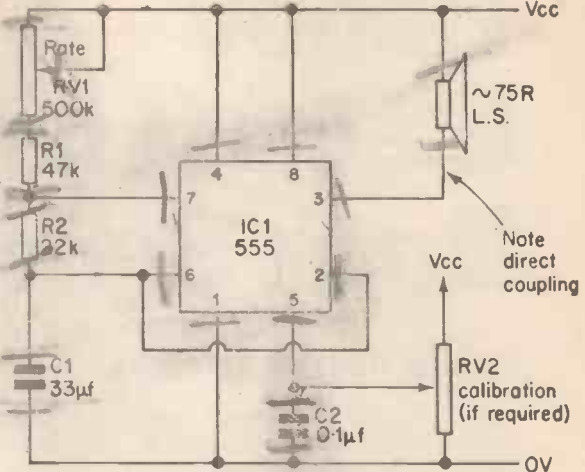 Vcc
Rate
RV1
500k
~75R
L.S.
R1
47k
4
8
7
3
IC1
555
R2
22k
6
2
1
5
Note
direct
coupling
Vcc
C1
33µf
C2
0·1µf
RV2
calibration
(if required)
0V